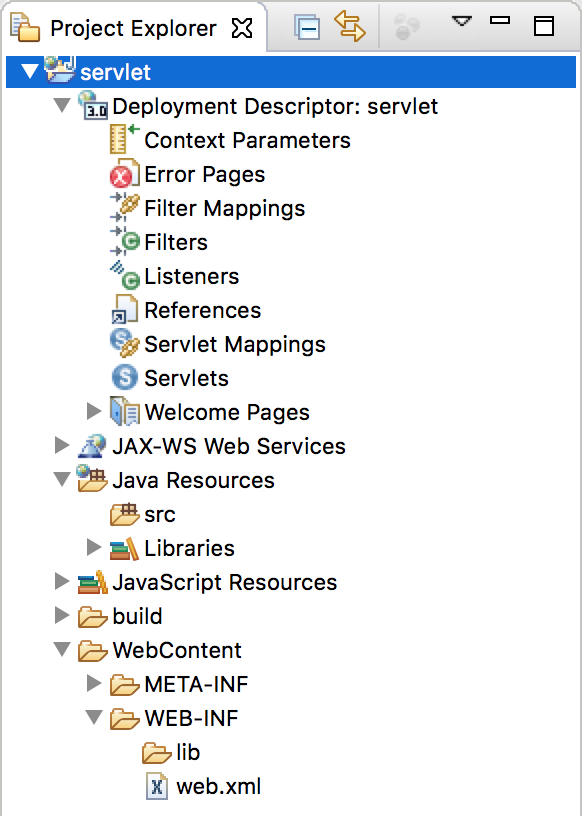 Project Explorer
servlet
3.0 Deployment Descriptor: servlet
Context Parameters
Error Pages
Filter Mappings
Filters
Listeners
References
Servlet Mappings
Servlets
Welcome Pages
JAX-WS Web Services
Java Resources
src
Libraries
JavaScript Resources
build
WebContent
META-INF
WEB-INF
lib
web.xml